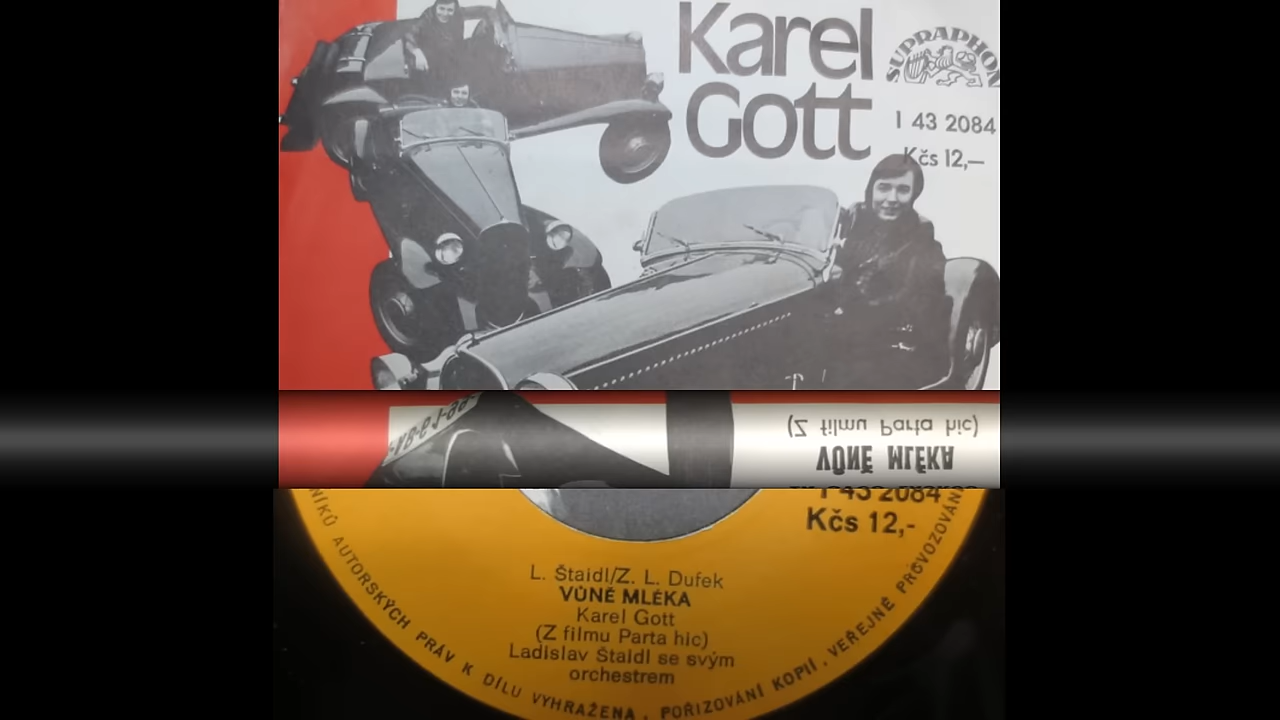 Karel
Gott
SUPRAPHON
1 43 2084
Kčs 12,—
(Z filmu Parta hic)
VŮNĚ MLÉKA
1 43 2084
Kčs 12,-
L. Štaidl/Z. L. Dufek
VŮNĚ MLÉKA
Karel Gott
(Z filmu Parta hic)
Ladislav Štaidl se svým
orchestrem
AUTORSKÝCH PRÁV K DÍLU VYHRAŽENA . POŘIZOVÁNÍ KOPIÍ , VEŘEJNÉ PROVOZOVÁNÍ